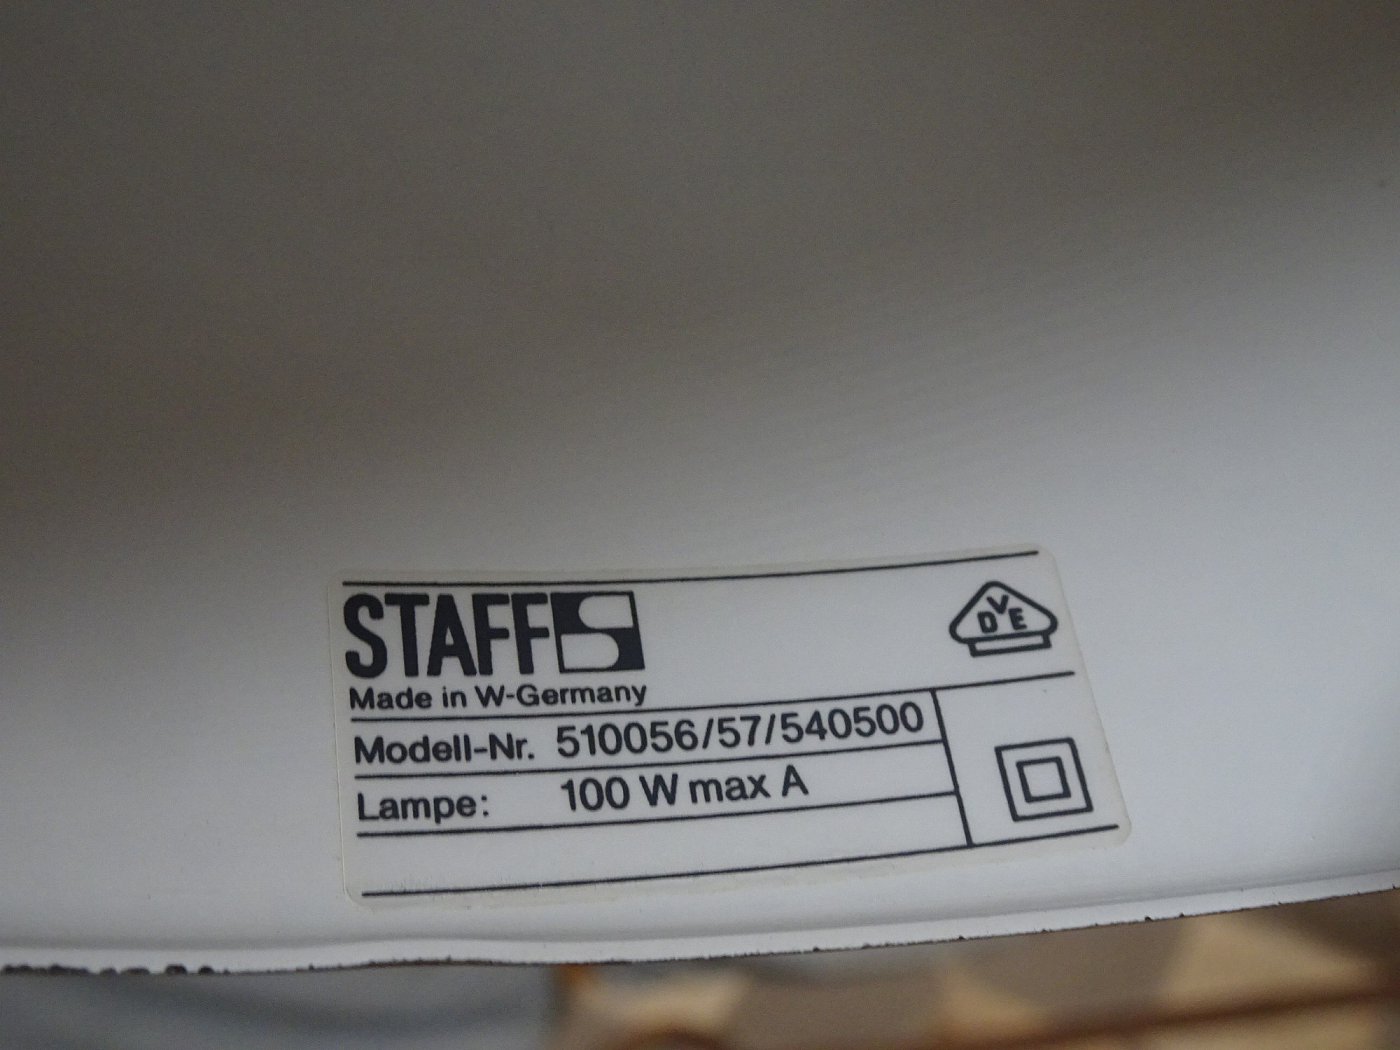 STAFF
Made in W-Germany
Modell-Nr. 510056/57/540500
Lampe: 100 W max A
DVE